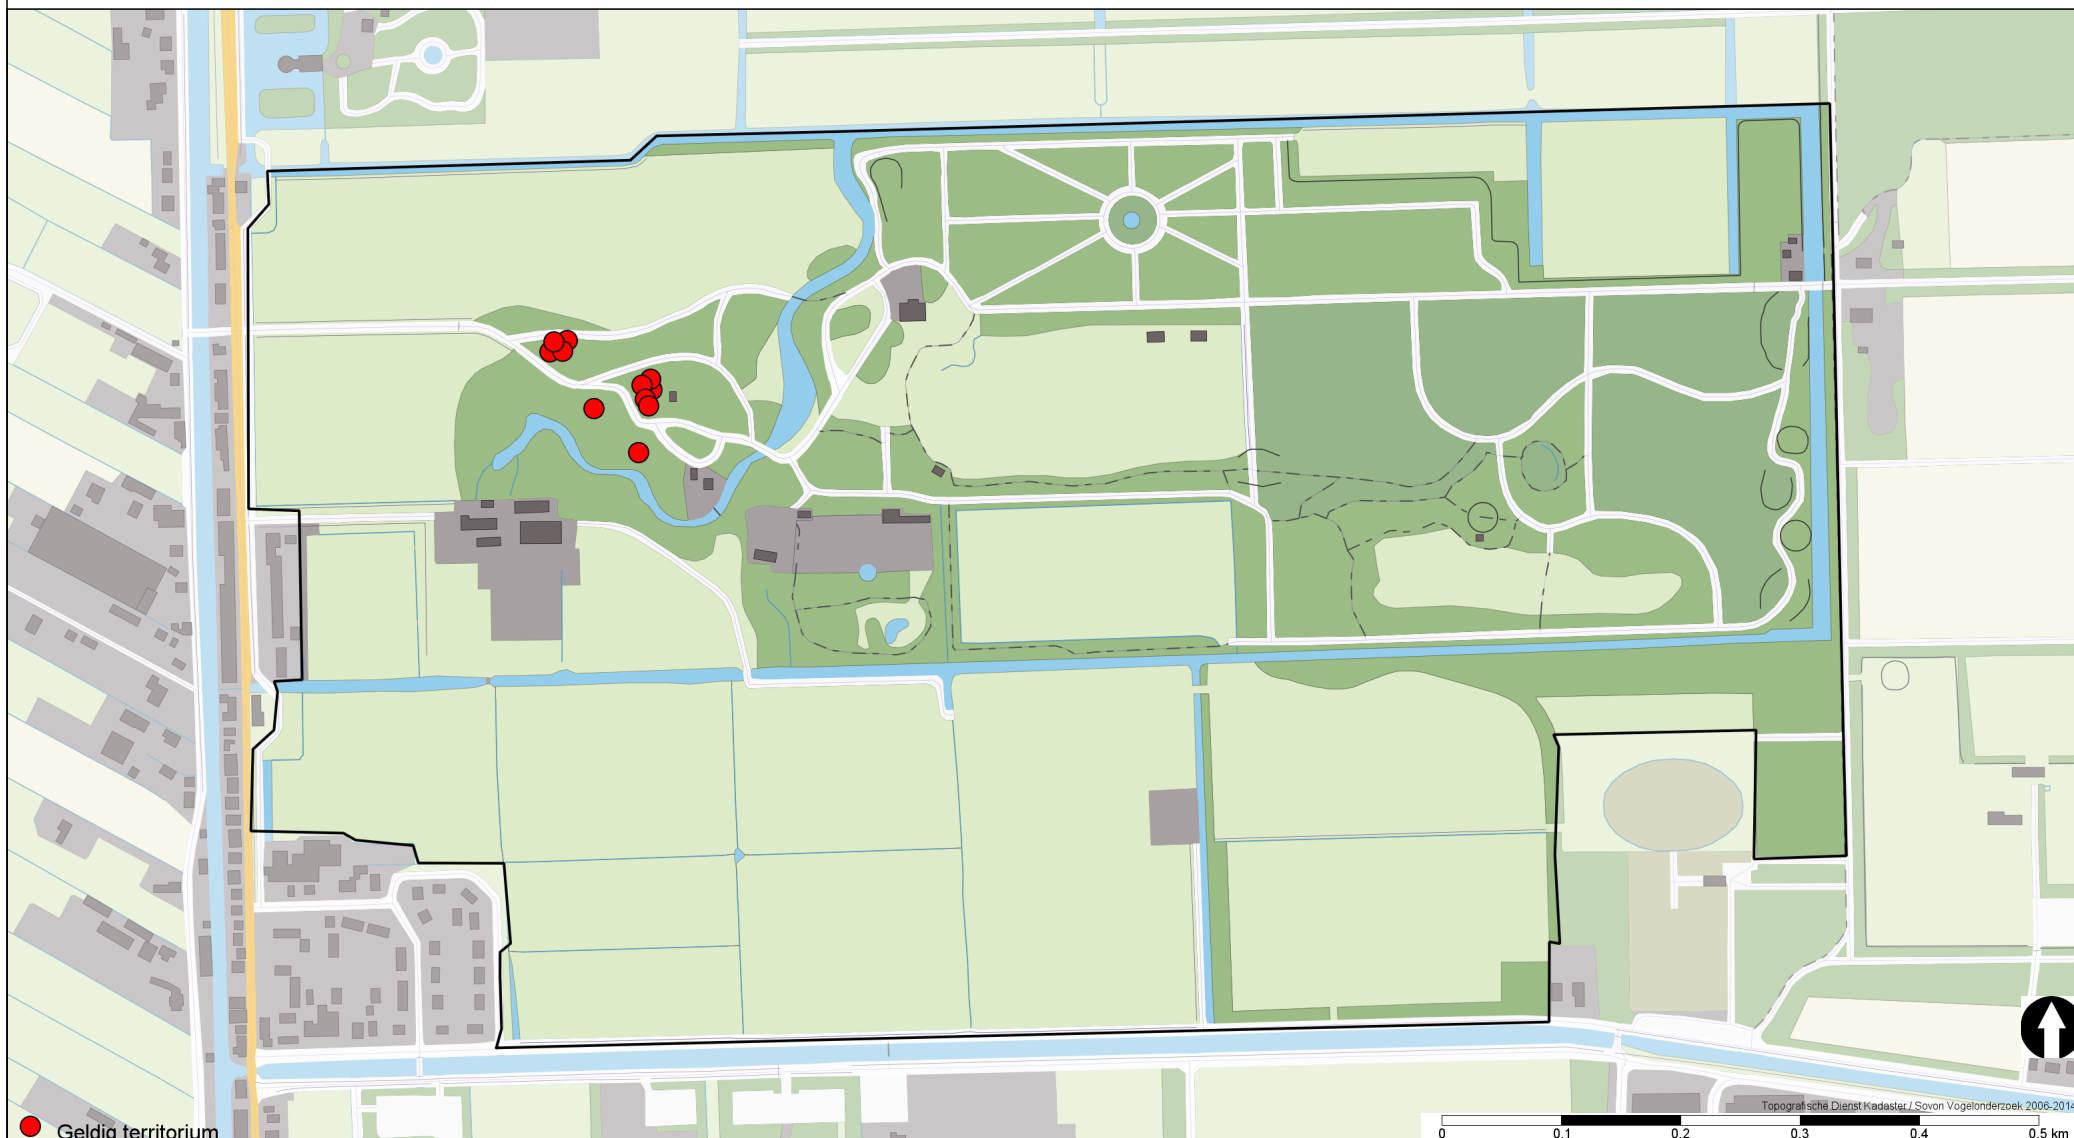 Topografische Dienst Kadaster / Sovon Vogelonderzoek 2006-2014
Geldig territorium
0 0.1 0.2 0.3 0.4 0.5 km